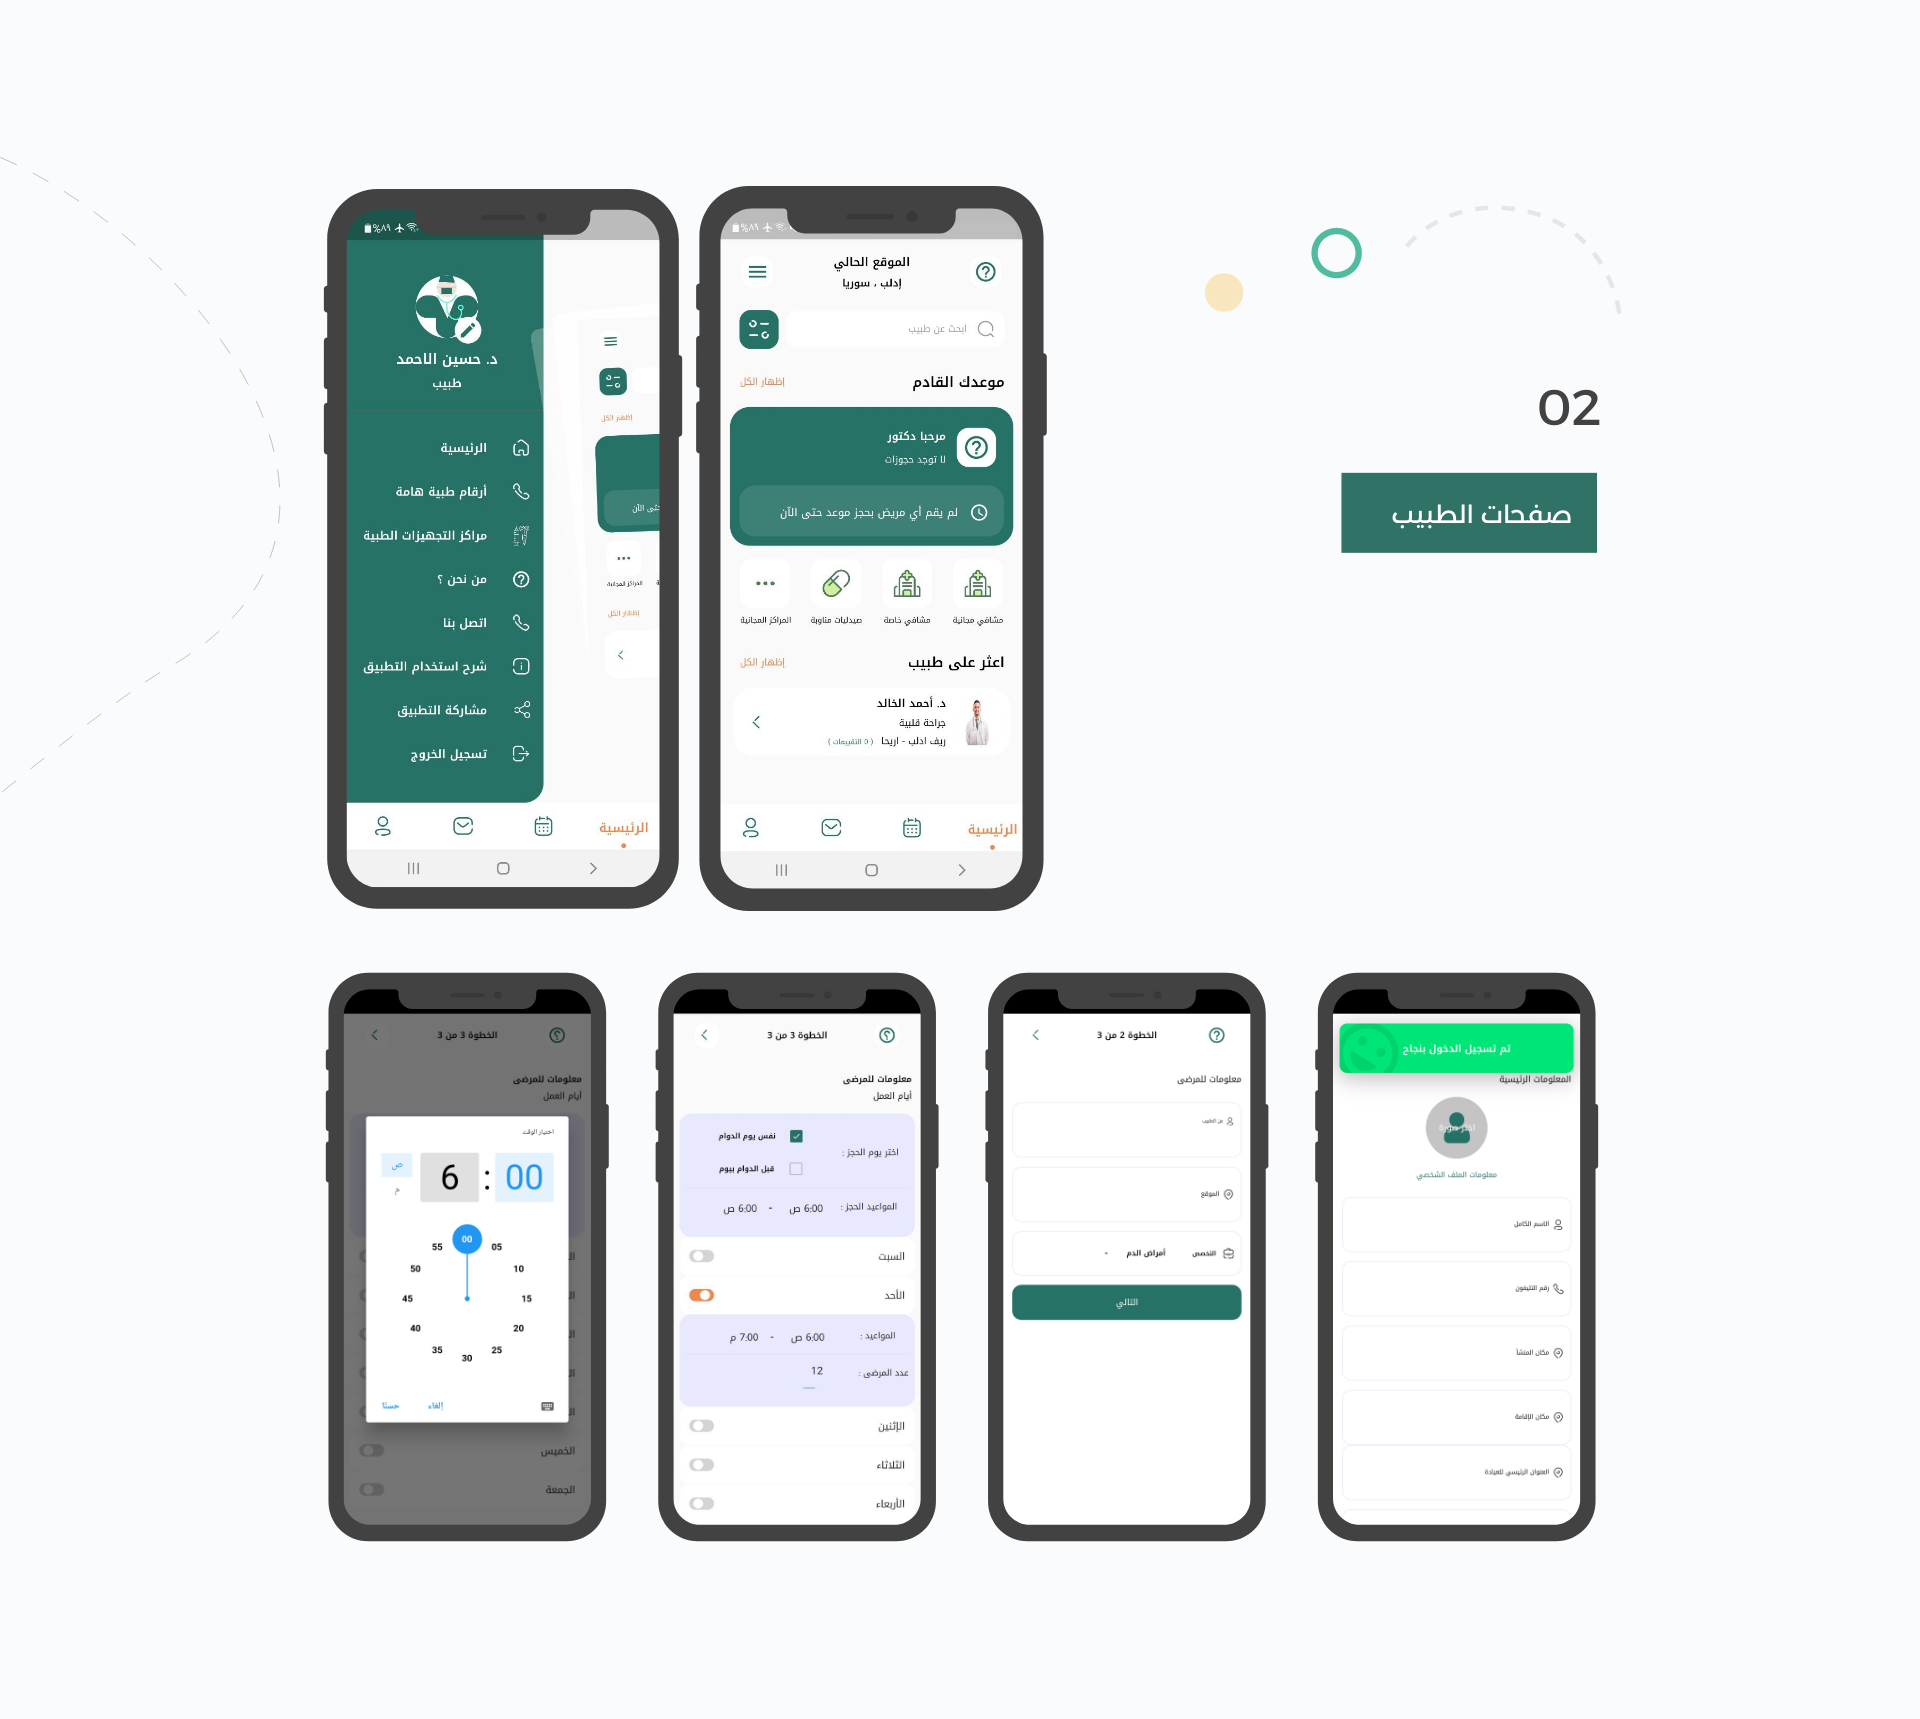 02
صفحات الطبيب
%٨٩
الموقع الحالي
إدلب ، سوريا
ابحث عن طبيب
موعدك القادم
إظهار الكل
مرحبا دكتور
لا توجد حجوزات
لم يقم أي مريض بحجز موعد حتى الآن
مشافي مجانية
مشافي خاصة
صيدليات مناوبة
المراكز المجانية
اعثر على طبيب
إظهار الكل
د. أحمد الخالد
جراحة قلبية
ريف ادلب - اريحا ( 0 التقييمات )
الرئيسية
%٨٩
د. حسين الاحمد
طبيب
الرئيسية
أرقام طبية هامة
مراكز التجهيزات الطبية
من نحن ؟
اتصل بنا
شرح استخدام التطبيق
مشاركة التطبيق
تسجيل الخروج
إظهار الكل
حتى الآن
المراكز المجانية
إظهار الكل
الرئيسية
تم تسجيل الدخول بنجاح
المعلومات الرئيسية
اختر صورة
معلومات الملف الشخصي
الاسم الكامل
رقم التليفون
مكان المنشأ
مكان الإقامة
العنوان الرئيسي للعيادة
الخطوة 2 من 3
معلومات للمرضى
عن الطبيب
الموقع
التخصص أمراض الدم -
التالي
الخطوة 3 من 3
معلومات للمرضى
أيام العمل
اختر يوم الحجز :
نفس يوم الدوام
قبل الدوام بيوم
المواعيد الحجز : 6:00 ص - 6:00 ص
السبت
الأحد
المواعيد : 6:00 ص - 7:00 م
عدد المرضى : 12
الإثنين
الثلاثاء
الأربعاء
الخطوة 3 من 3
معلومات للمرضى
أيام العمل
اختيار الوقت
6 : 00
ص
م
00
05
10
15
20
25
30
35
40
45
50
55
إلغاء
حسنًا
الخميس
الجمعة